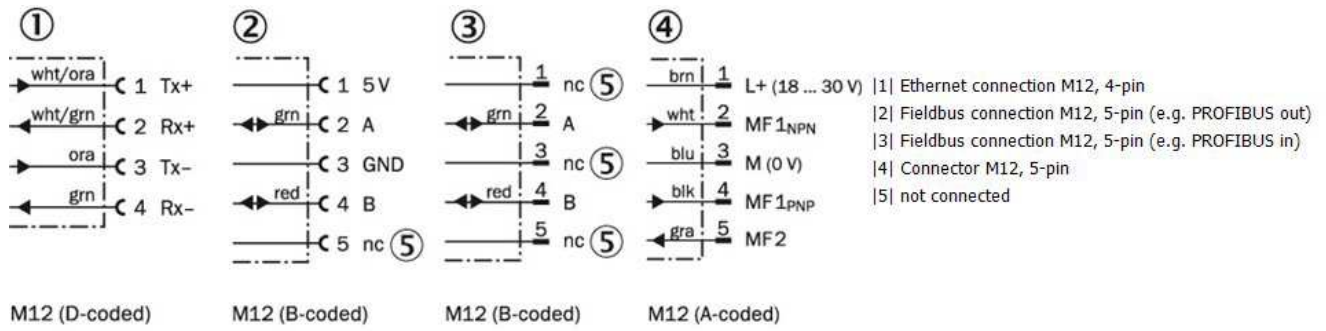 ① ② ③ ④
wht/ora 1 Tx+
wht/grn 2 Rx+
ora 3 Tx–
grn 4 Rx–
M12 (D-coded)
1 5 V
grn 2 A
3 GND
red 4 B
5 nc ⑤
M12 (B-coded)
1 nc ⑤
grn 2 A
3 nc ⑤
red 4 B
5 nc ⑤
M12 (B-coded)
brn 1 L+ (18 ... 30 V)
wht 2 MF1NPN
blu 3 M (0 V)
blk 4 MF1PNP
gra 5 MF2
M12 (A-coded)
|1| Ethernet connection M12, 4-pin
|2| Fieldbus connection M12, 5-pin (e.g. PROFIBUS out)
|3| Fieldbus connection M12, 5-pin (e.g. PROFIBUS in)
|4| Connector M12, 5-pin
|5| not connected